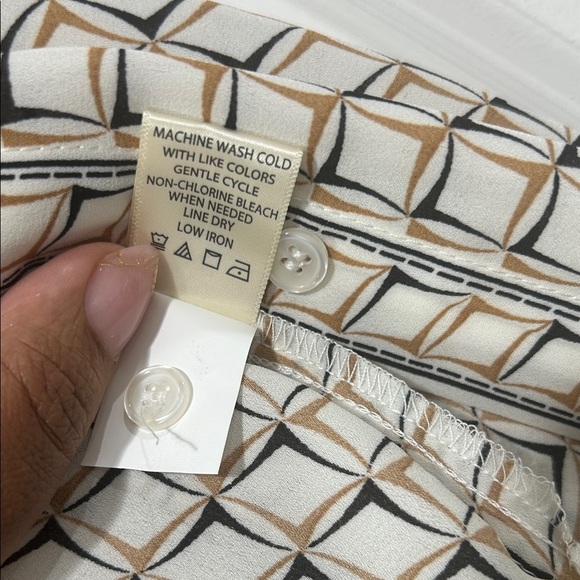 MACHINE WASH COLD
WITH LIKE COLORS
GENTLE CYCLE
NON-CHLORINE BLEACH
WHEN NEEDED
LINE DRY
LOW IRON